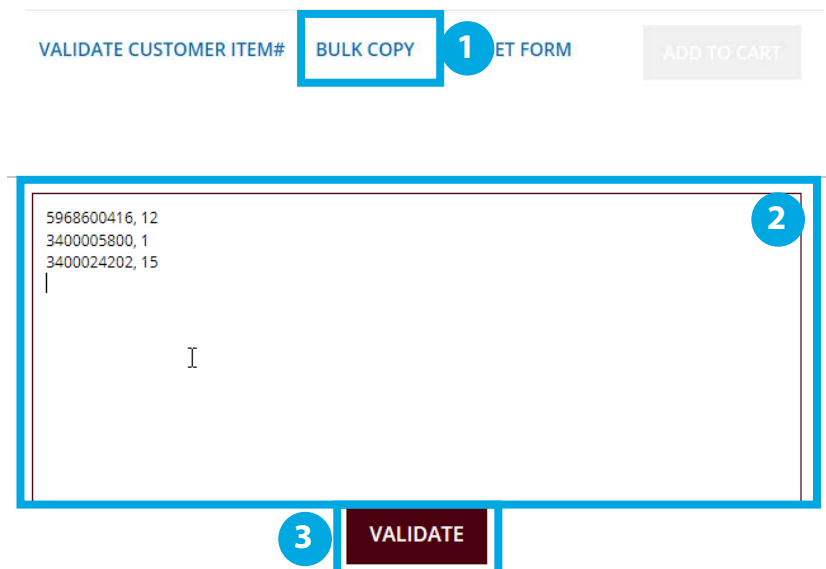 VALIDATE CUSTOMER ITEM# BULK COPY 1 ET FORM ADD TO CART
2
5968600416, 12
3400005800, 1
3400024202, 15
3 VALIDATE